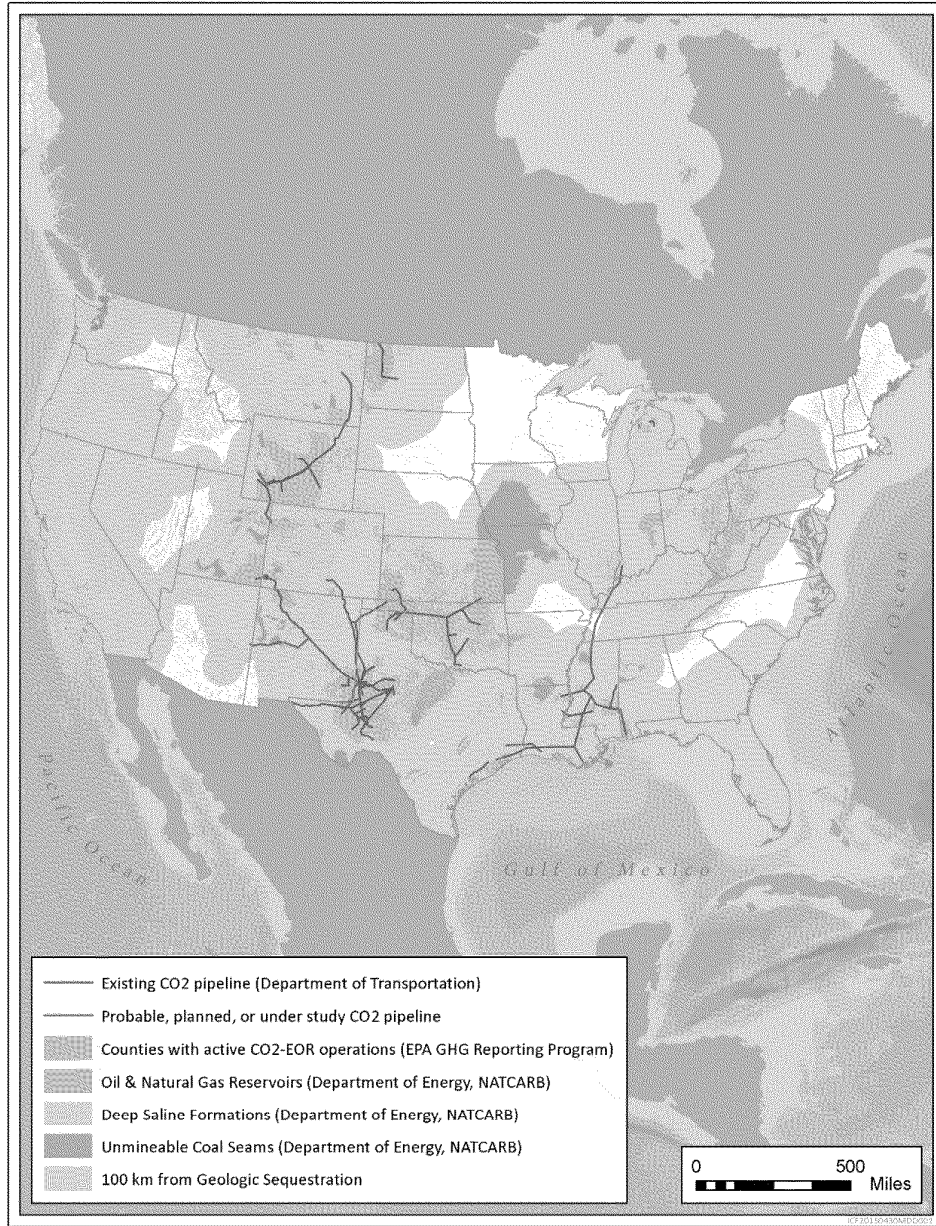 Pacific Ocean
Atlantic Ocean
Gulf of Mexico
Existing CO2 pipeline (Department of Transportation)
Probable, planned, or under study CO2 pipeline
Counties with active CO2-EOR operations (EPA GHG Reporting Program)
Oil & Natural Gas Reservoirs (Department of Energy, NATCARB)
Deep Saline Formations (Department of Energy, NATCARB)
Unmineable Coal Seams (Department of Energy, NATCARB)
100 km from Geologic Sequestration
0 500
Miles